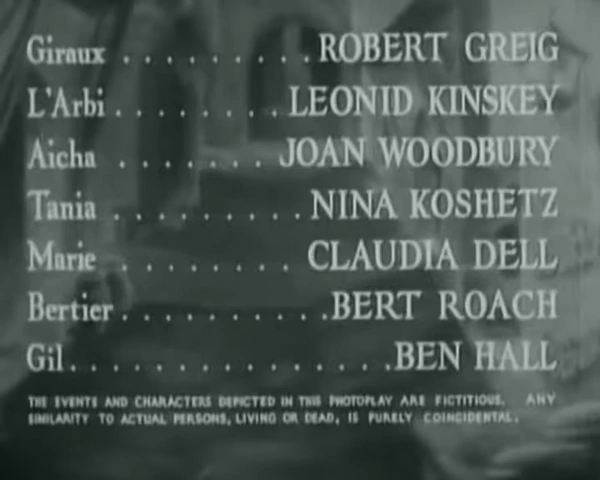 Giraux . . . . . . . . . ROBERT GREIG
L'Arbi . . . . . . . . LEONID KINSKEY
Aicha . . . . . . . JOAN WOODBURY
Tania . . . . . . . . . NINA KOSHETZ
Marie . . . . . . . . CLAUDIA DELL
Bertier . . . . . . . . . . BERT ROACH
Gil . . . . . . . . . . . . . . . BEN HALL
THE EVENTS AND CHARACTERS DEPICTED IN THIS PHOTOPLAY ARE FICTITIOUS. ANY
SIMILARITY TO ACTUAL PERSONS, LIVING OR DEAD, IS PURELY COINCIDENTAL.